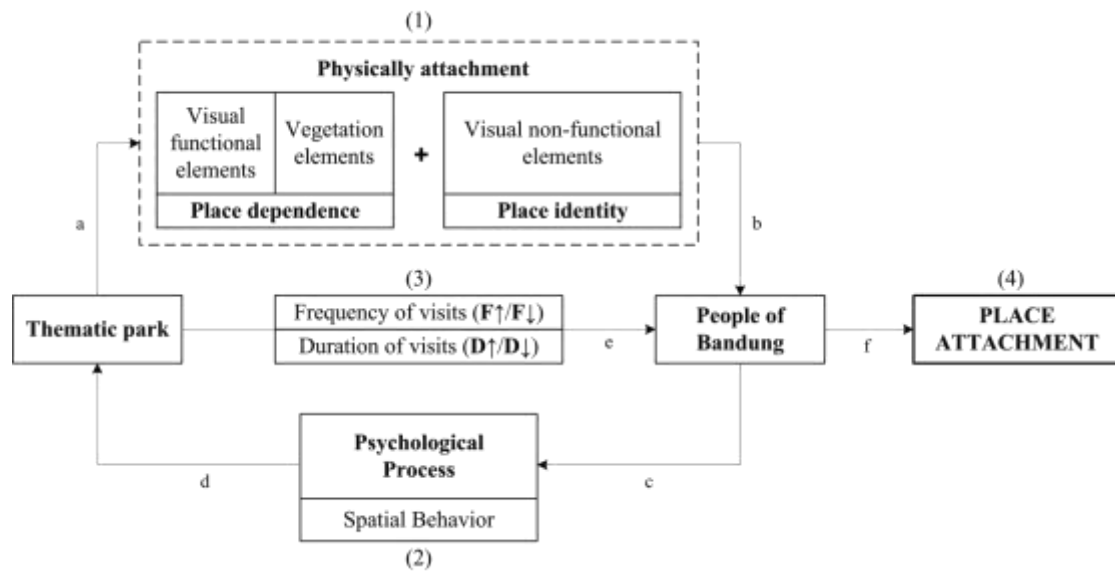 (1)
Physically attachment
Visual
functional
elements
Vegetation
elements
+
Visual non-functional
elements
Place dependence
Place identity
a
b
(3)
(4)
Thematic park
Frequency of visits (F↑/F↓)
Duration of visits (D↑/D↓)
e
People of
Bandung
f
PLACE
ATTACHMENT
Psychological
Process
Spatial Behavior
d
c
(2)